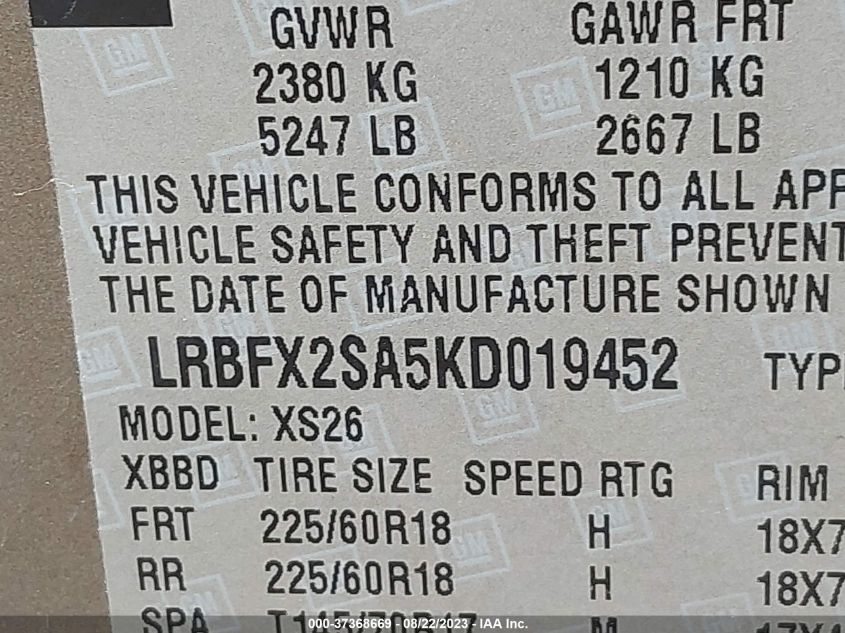 GVWR GAWR FRT
2380 KG 1210 KG
5247 LB 2667 LB
THIS VEHICLE CONFORMS TO ALL
VEHICLE SAFETY AND THEFT PREVENT
THE DATE OF MANUFACTURE SHOWN
LRBFX2SA5KD019452 TYP
MODEL: XS26
XBBD TIRE SIZE SPEED RTG RIM
FRT 225/60R18 H 18X7
RR 225/60R18 H 18X7
SPA T145/70R17 M
000-37368669 - 08/22/2023 - IAA Inc.